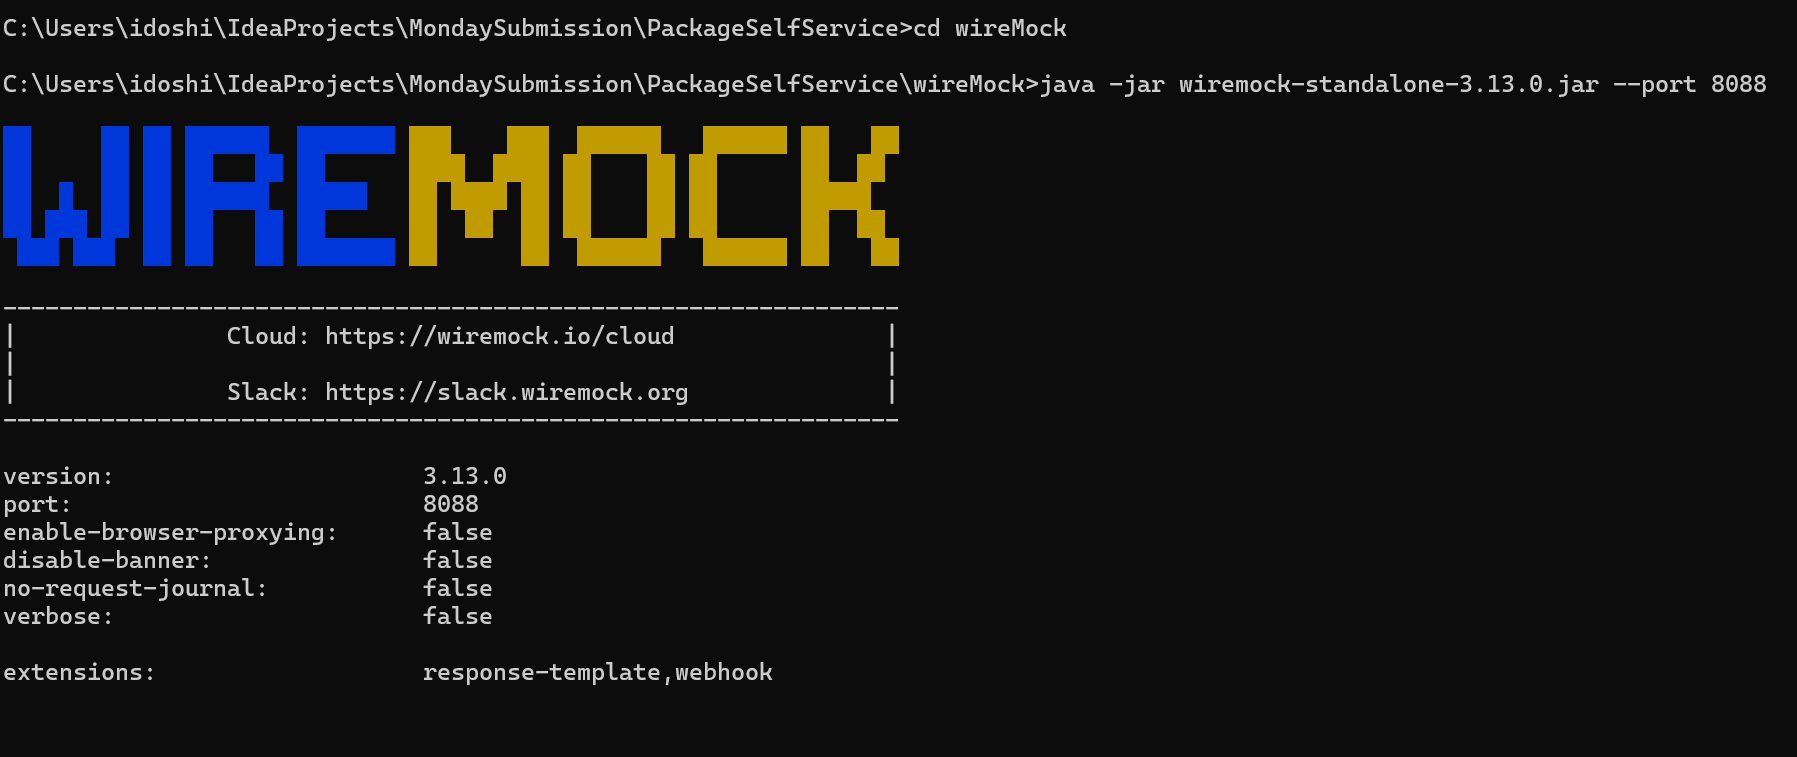 C:\Users\idoshi\IdeaProjects\MondaySubmission\PackageSelfService>cd wireMock
C:\Users\idoshi\IdeaProjects\MondaySubmission\PackageSelfService\wireMock>java -jar wiremock-standalone-3.13.0.jar --port 8088
WIREMOCK
----------------------------------------------------------------
|               Cloud: https://wiremock.io/cloud               |
|                                                              |
|               Slack: https://slack.wiremock.org              |
----------------------------------------------------------------
version:                      3.13.0
port:                         8088
enable-browser-proxying:      false
disable-banner:               false
no-request-journal:           false
verbose:                      false
extensions:                   response-template,webhook